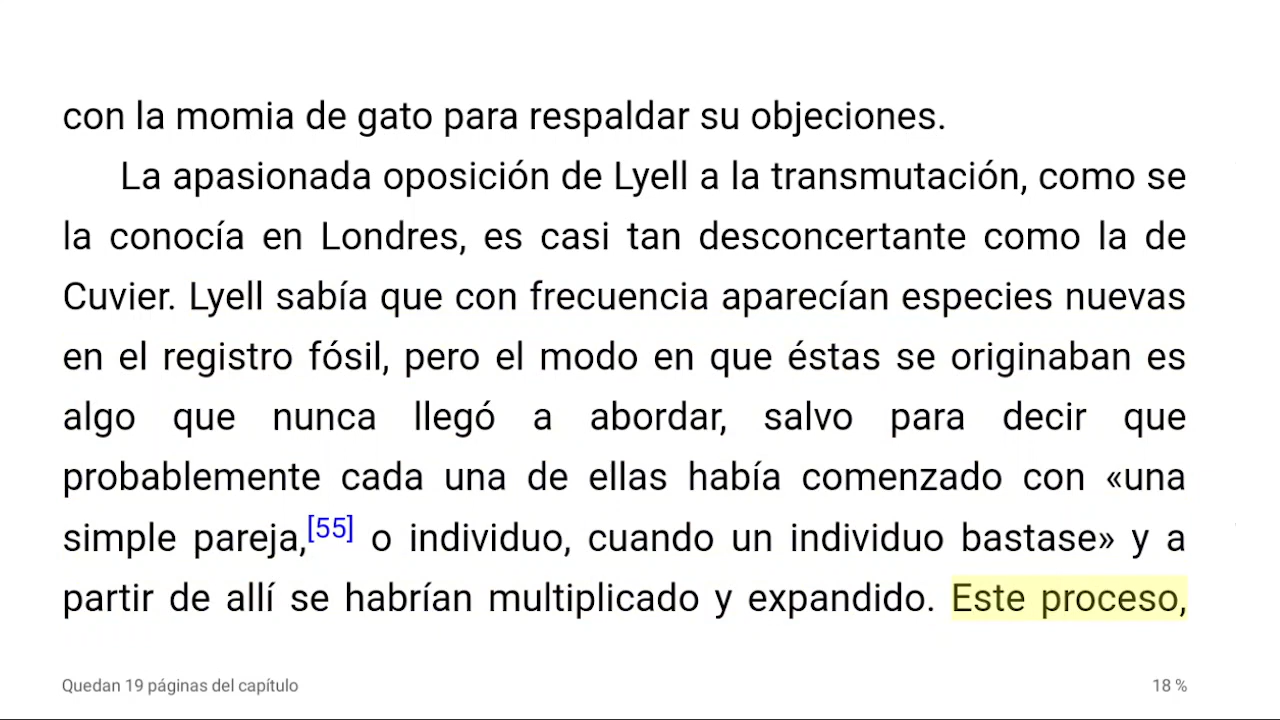 con la momia de gato para respaldar su objeciones.
La apasionada oposición de Lyell a la transmutación, como se
la conocía en Londres, es casi tan desconcertante como la de
Cuvier. Lyell sabía que con frecuencia aparecían especies nuevas
en el registro fósil, pero el modo en que éstas se originaban es
algo que nunca llegó a abordar, salvo para decir que
probablemente cada una de ellas había comenzado con «una
simple pareja,[55] o individuo, cuando un individuo bastase» y a
partir de allí se habrían multiplicado y expandido. Este proceso,
Quedan 19 páginas del capítulo
18 %